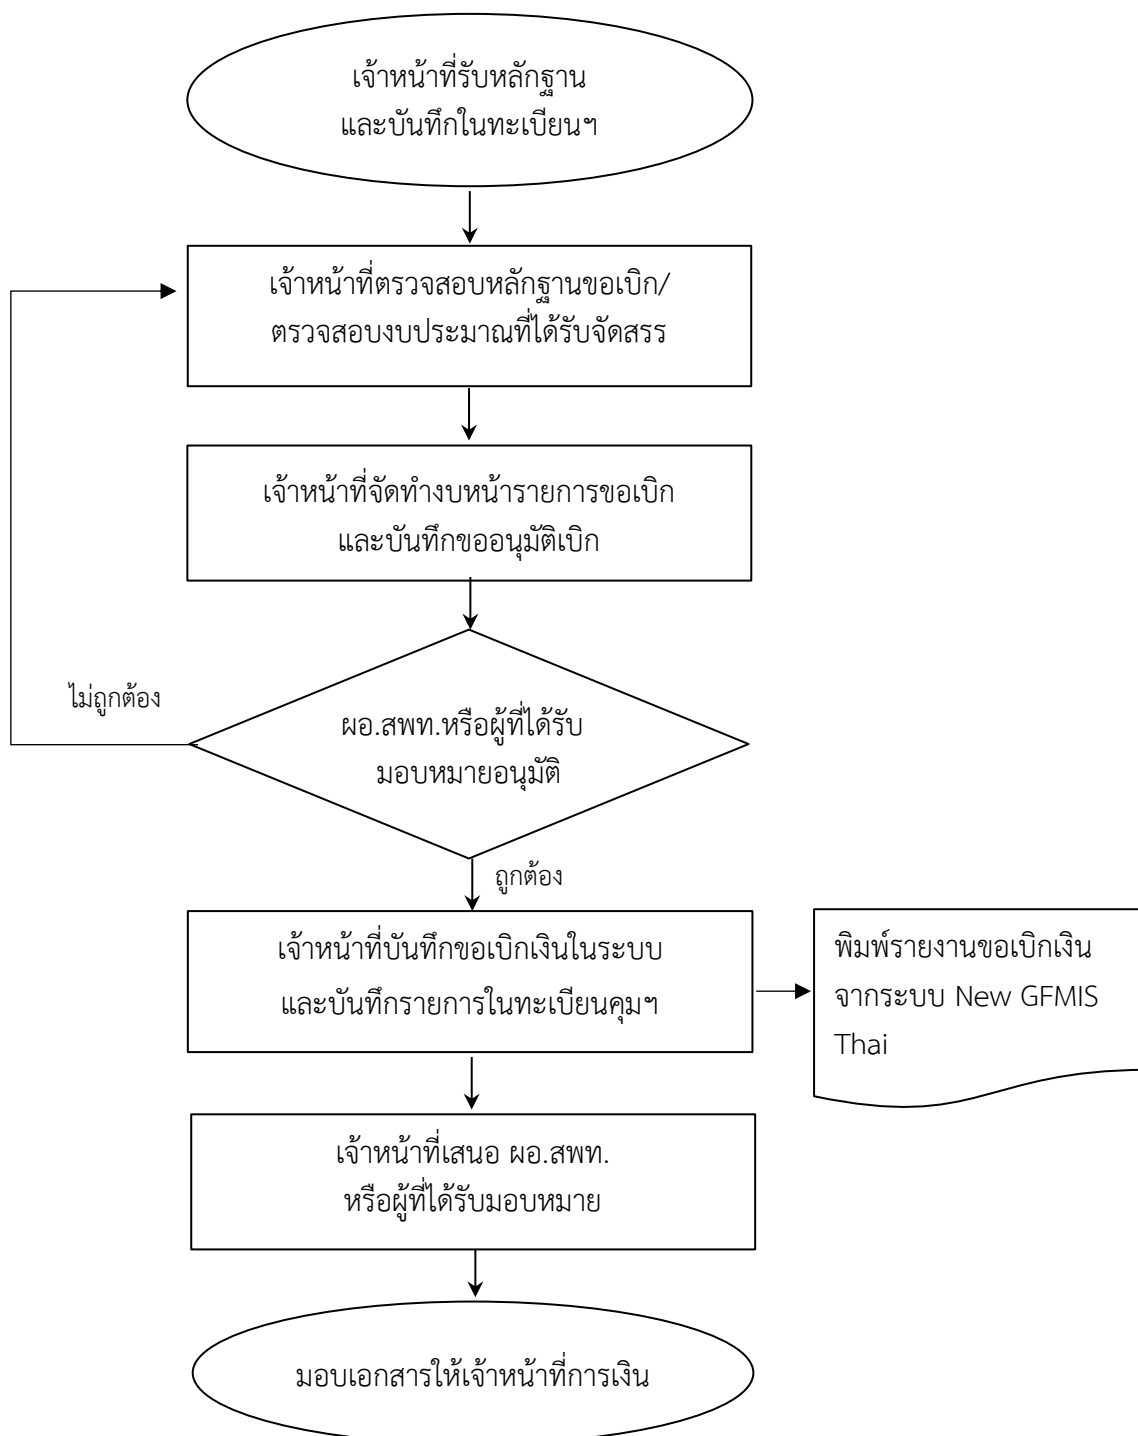 เจ้าหน้าที่รับหลักฐาน
และบันทึกในทะเบียนฯ
เจ้าหน้าที่ตรวจสอบหลักฐานขอเบิก/
ตรวจสอบงบประมาณที่ได้รับจัดสรร
เจ้าหน้าที่จัดทำงบหน้ารายการขอเบิก
และบันทึกขออนุมัติเบิก
ไม่ถูกต้อง
ผอ.สพท.หรือผู้ที่ได้รับ
มอบหมายอนุมัติ
ถูกต้อง
เจ้าหน้าที่บันทึกขอเบิกเงินในระบบ
และบันทึกรายการในทะเบียนคุมฯ
พิมพ์รายงานขอเบิกเงิน
จากระบบ New GFMIS
Thai
เจ้าหน้าที่เสนอ ผอ.สพท.
หรือผู้ที่ได้รับมอบหมาย
มอบเอกสารให้เจ้าหน้าที่การเงิน